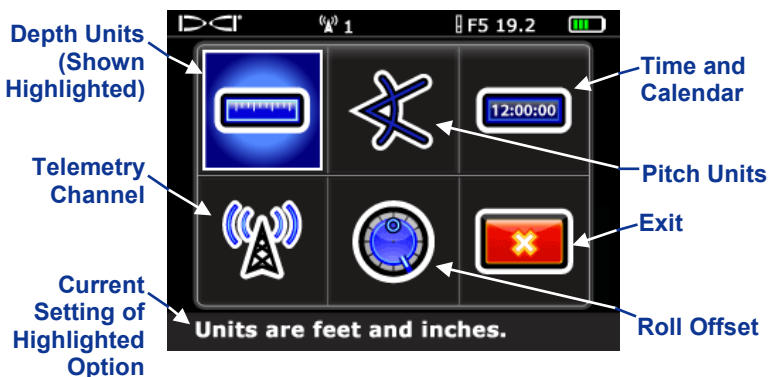 DCI
1
F5 19.2
Depth Units
(Shown
Highlighted)
Time and
Calendar
12:00:00
Pitch Units
Telemetry
Channel
Exit
Current
Setting of
Highlighted
Option
Roll Offset
Units are feet and inches.